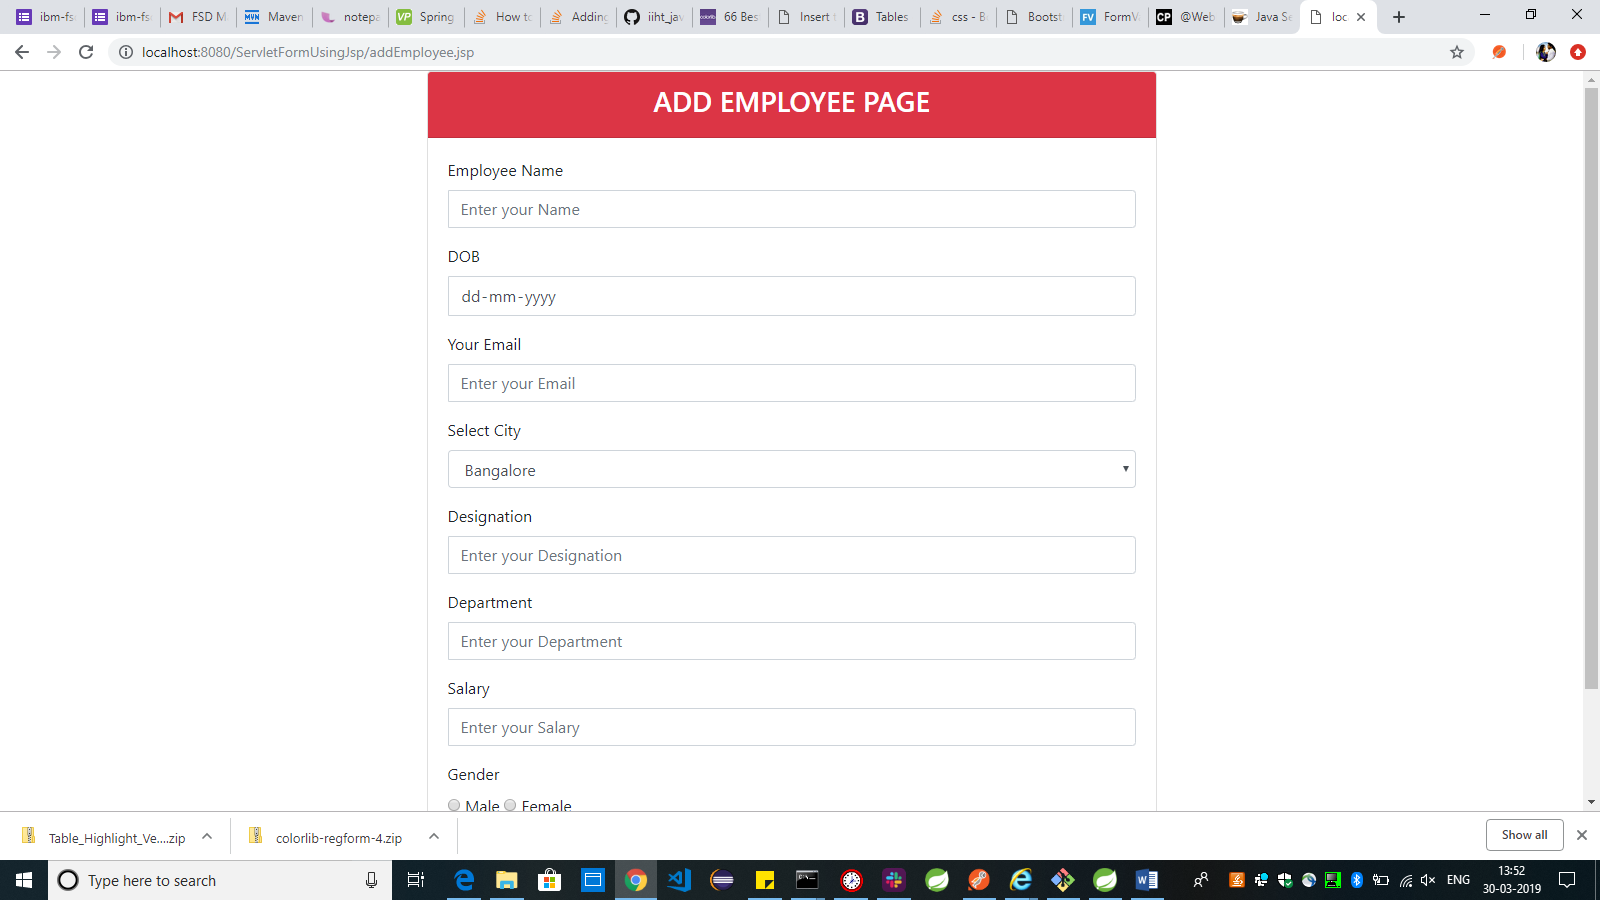 ibm-fs
ibm-fs
FSD M
Maven
notepa
Spring
How to
Adding
iiht_jav
66 Bes
Insert
Tables
css - B
Bootst
FormVa
@Web
Java Se
loc
localhost:8080/ServletFormUsingJsp/addEmployee.jsp
ADD EMPLOYEE PAGE
Employee Name
Enter your Name
DOB
dd-mm-yyyy
Your Email
Enter your Email
Select City
Bangalore
Designation
Enter your Designation
Department
Enter your Department
Salary
Enter your Salary
Gender
Male Female
Table_Highlight_Ve....zip
colorlib-regform-4.zip
Show all
Type here to search
ENG
13:52
30-03-2019